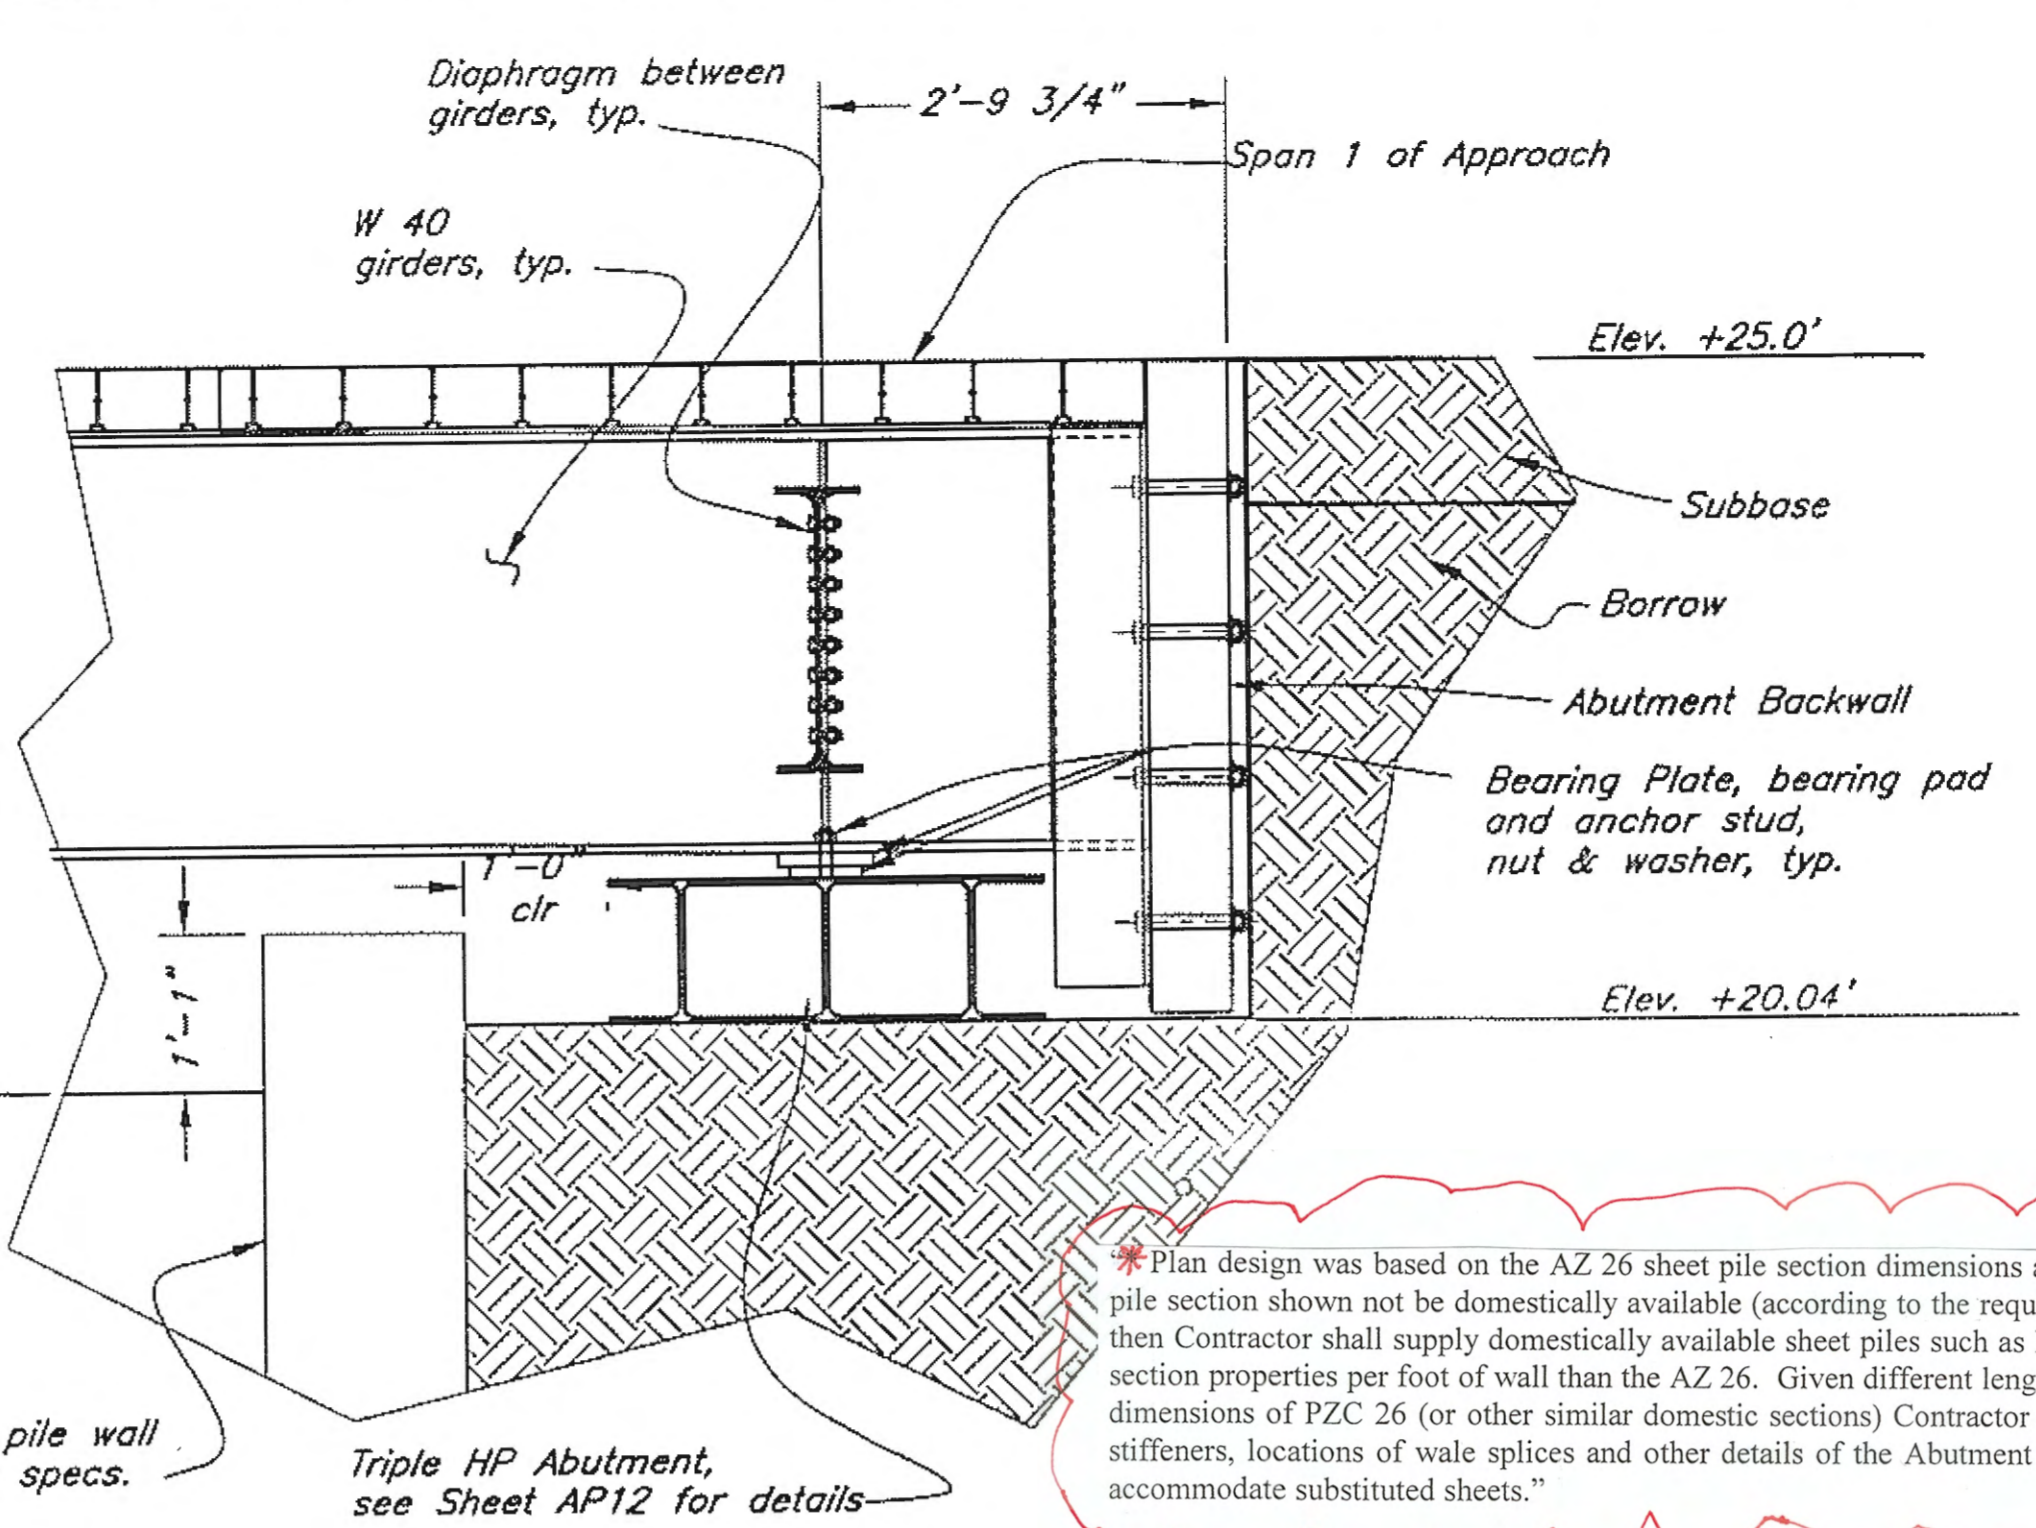 Diaphragm between
girders, typ.
2'-9 3/4"
Span 1 of Approach
W 40
girders, typ.
Elev. +25.0'
Subbase
Borrow
Abutment Backwall
Bearing Plate, bearing pad
and anchor stud,
nut & washer, typ.
1'-0"
clr
1'-1"
Elev. +20.04'
pile wall
specs.
Triple HP Abutment,
see Sheet AP12 for details
“*Plan design was based on the AZ 26 sheet pile section dimensions
pile section shown not be domestically available (according to the
then Contractor shall supply domestically available sheet piles such as
section properties per foot of wall than the AZ 26. Given different
dimensions of PZC 26 (or other similar domestic sections) Contractor
stiffeners, locations of wale splices and other details of the Abutment
accommodate substituted sheets.”